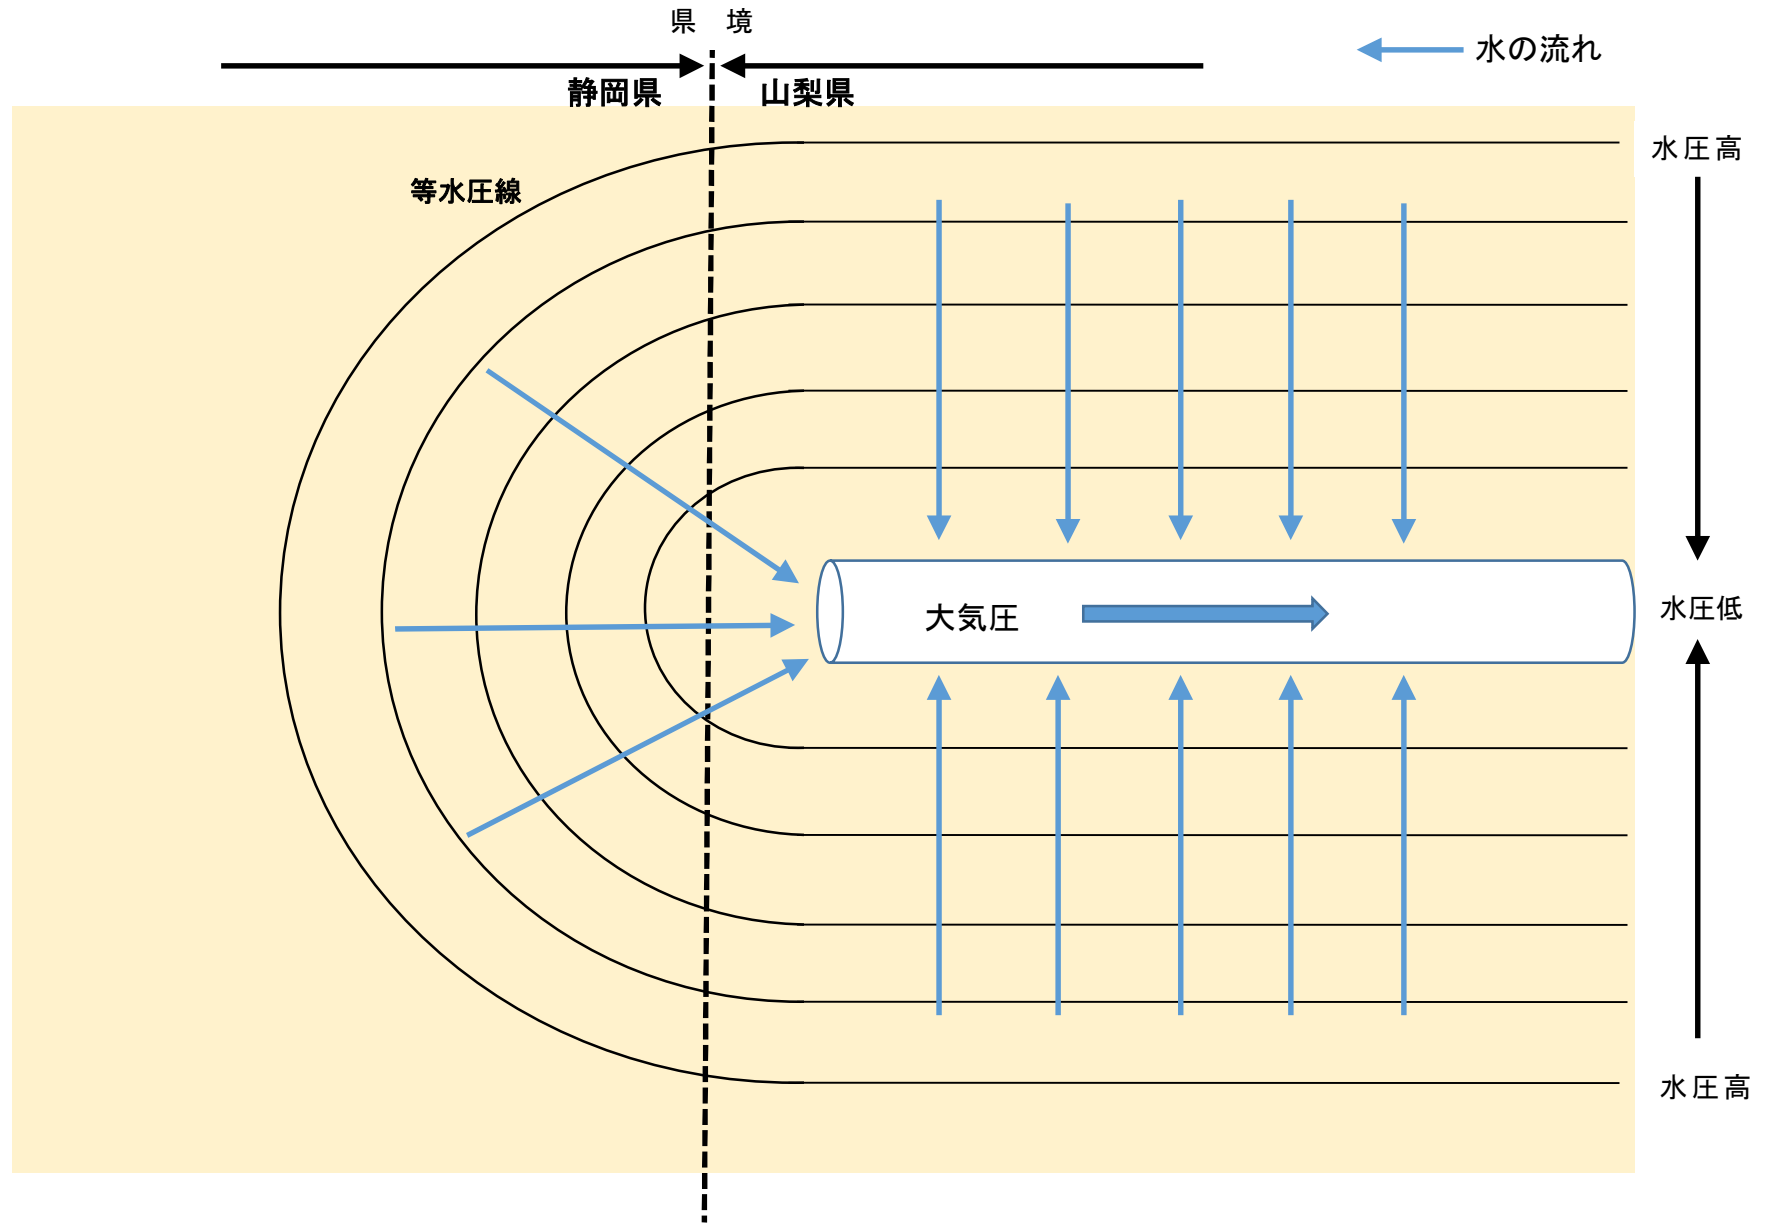 県　境
水の流れ
静岡県
山梨県
水圧高
等水圧線
水圧低
大気圧
水圧高